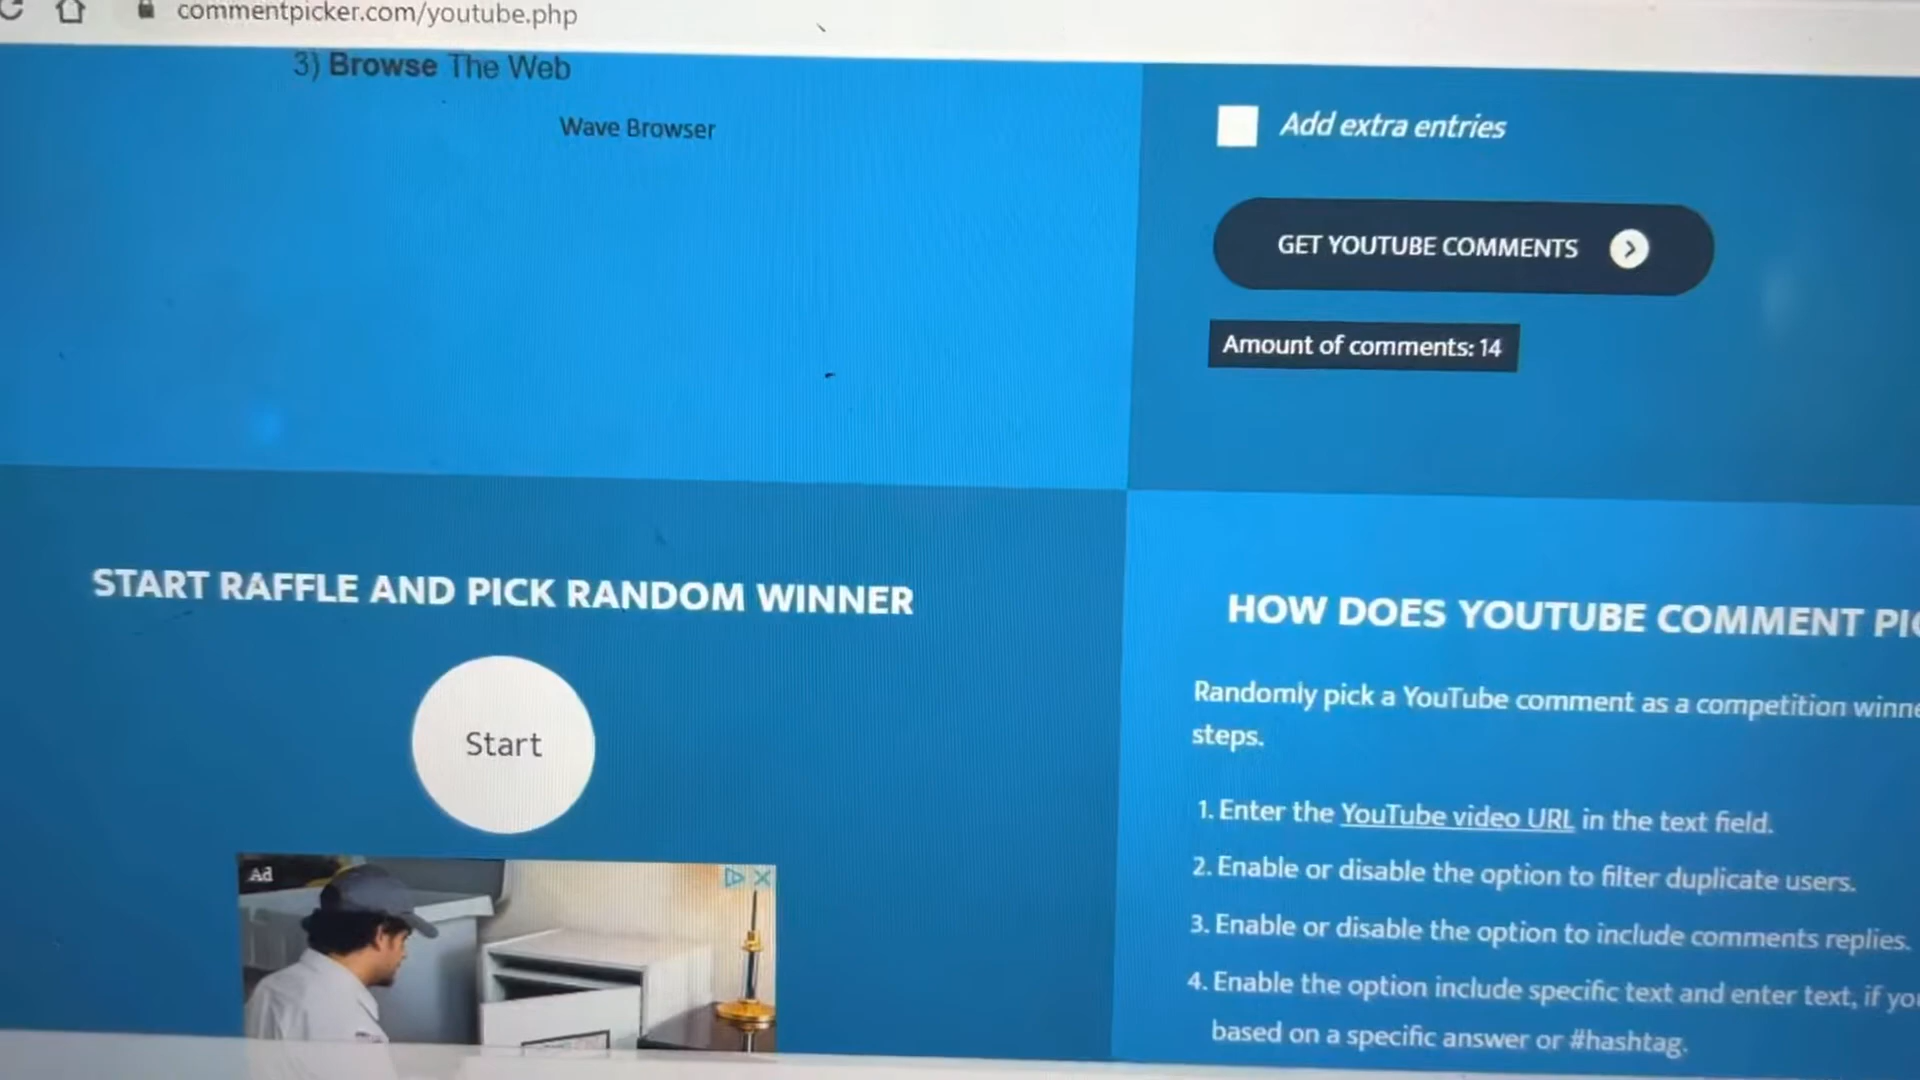 commentpicker.com/youtube.php
3) Browse The Web
Wave Browser
Add extra entries
GET YOUTUBE COMMENTS
Amount of comments: 14
START RAFFLE AND PICK RANDOM WINNER
Start
Ad
HOW DOES YOUTUBE COMMENT PIC
Randomly pick a YouTube comment as a competition winne
steps.
1. Enter the YouTube video URL in the text field.
2. Enable or disable the option to filter duplicate users.
3. Enable or disable the option to include comments replies.
4. Enable the option include specific text and enter text, if you
based on a specific answer or #hashtag.